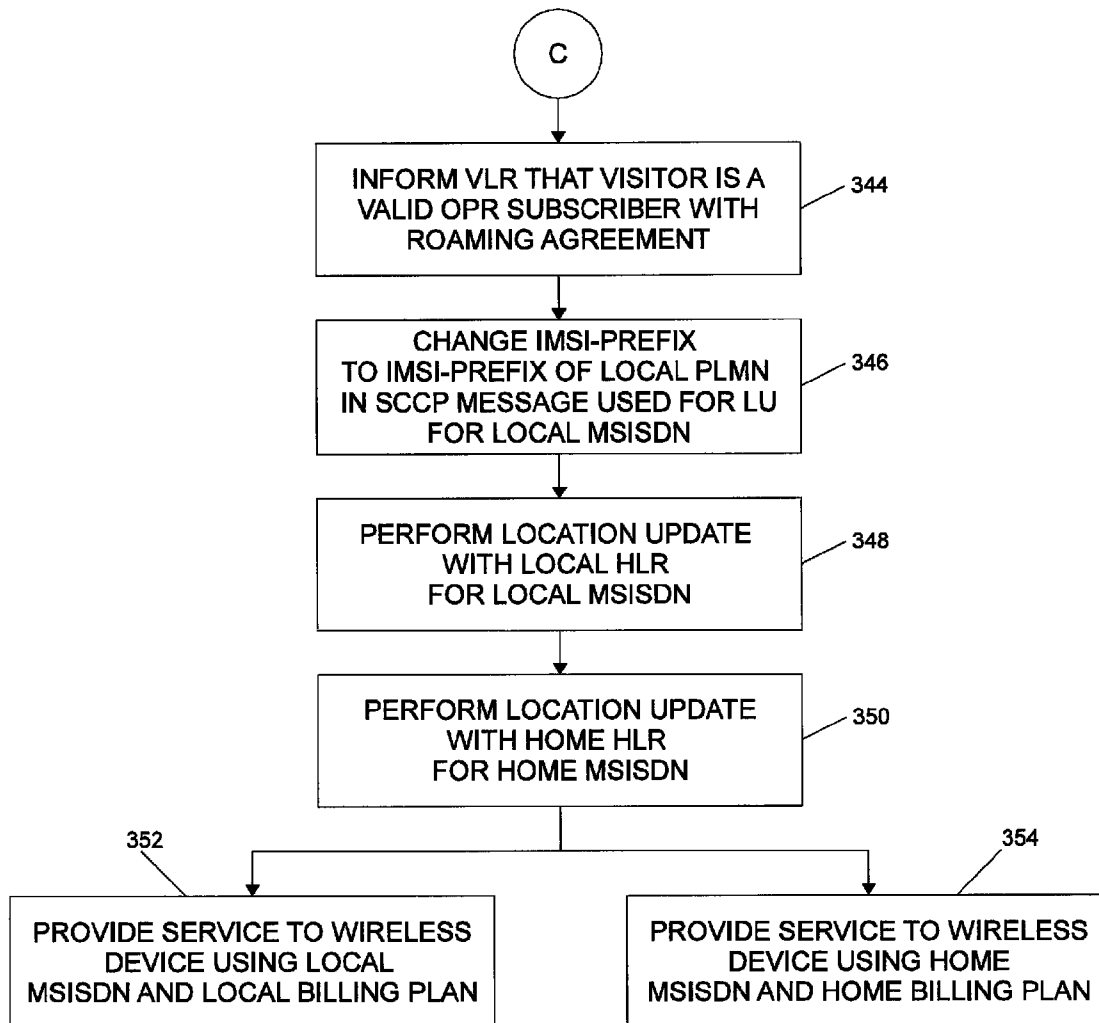 C
INFORM VLR THAT VISITOR IS A
VALID OPR SUBSCRIBER WITH
ROAMING AGREEMENT
344
CHANGE IMSI-PREFIX
TO IMSI-PREFIX OF LOCAL PLMN
IN SCCP MESSAGE USED FOR LU
FOR LOCAL MSISDN
346
PERFORM LOCATION UPDATE
WITH LOCAL HLR
FOR LOCAL MSISDN
348
PERFORM LOCATION UPDATE
WITH HOME HLR
FOR HOME MSISDN
350
352
PROVIDE SERVICE TO WIRELESS
DEVICE USING LOCAL
MSISDN AND LOCAL BILLING PLAN
354
PROVIDE SERVICE TO WIRELESS
DEVICE USING HOME
MSISDN AND HOME BILLING PLAN